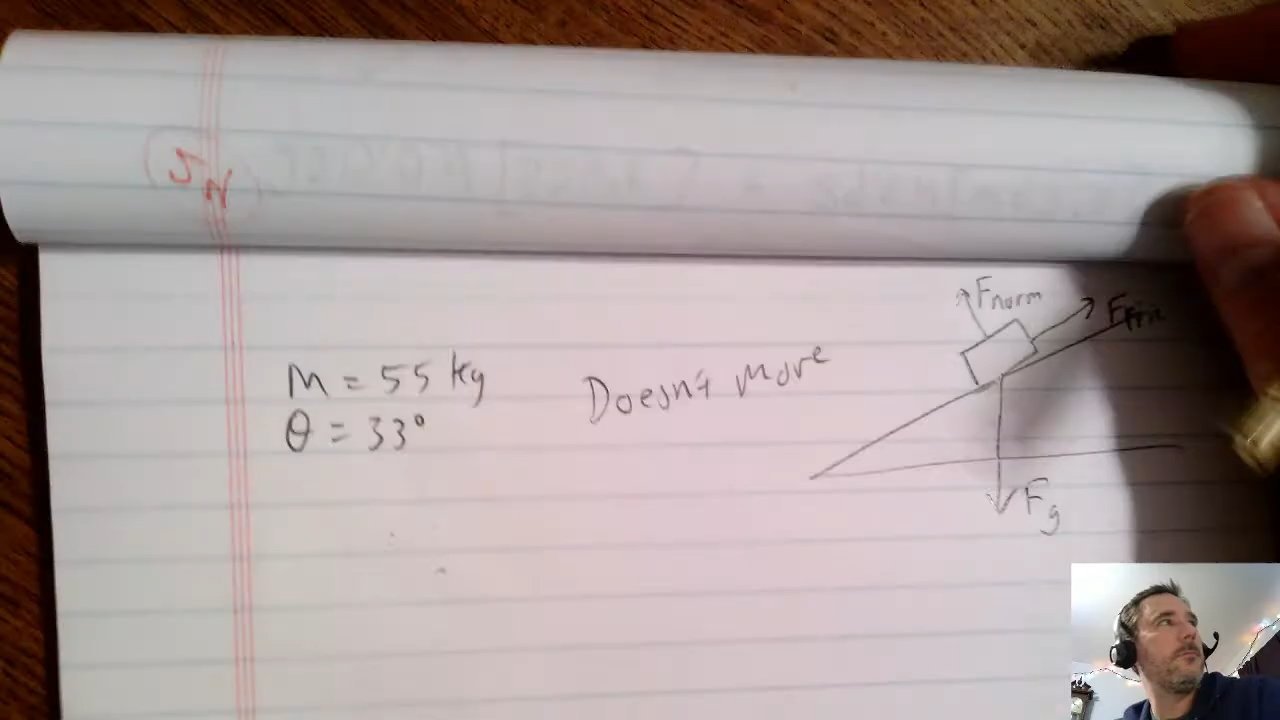 Fnorm
Ffric
M = 55 kg
Doesn't move
θ = 33°
Fg